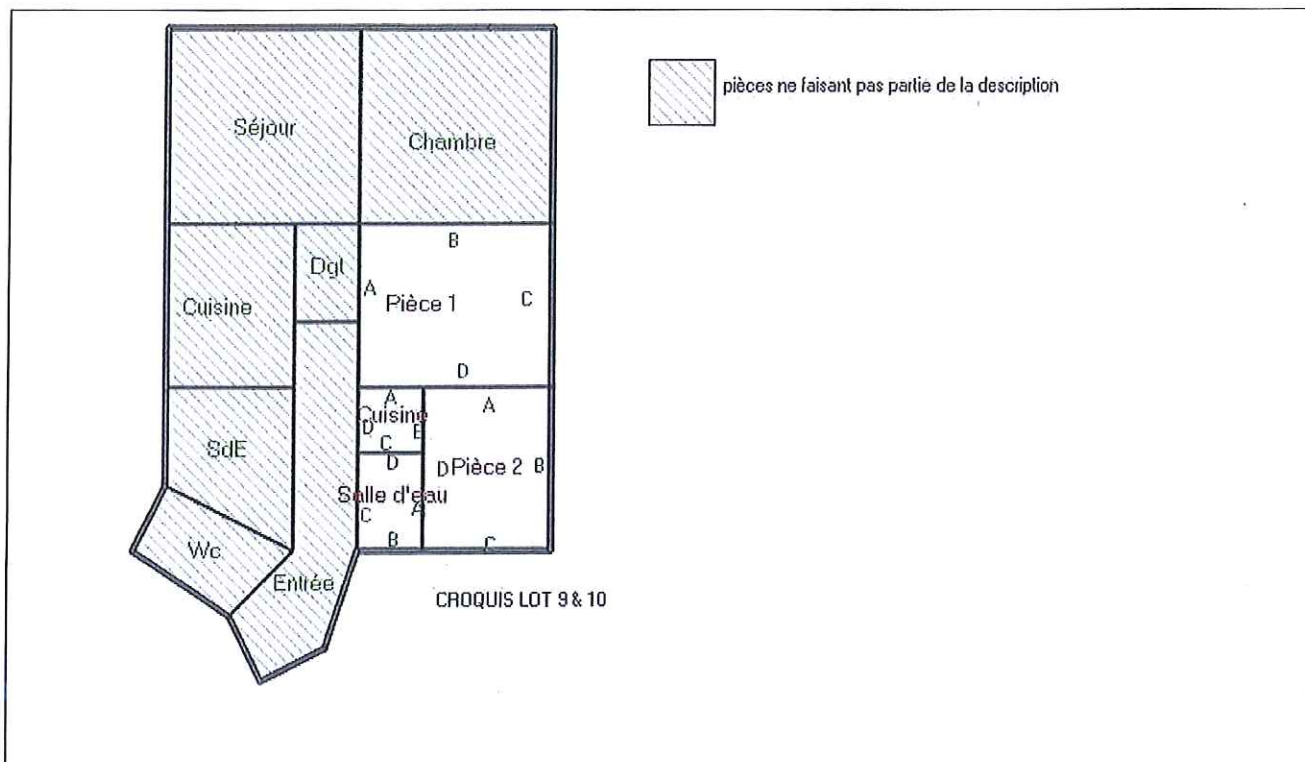 pièces ne faisant pas partie de la description
Séjour
Chambre
B
Dgt
A
Pièce 1
C
Cuisine
D
A
A
Cuisine
D
B
C
SdE
D
D
Pièce 2
B
Salle d'eau
C
A
B
C
Wc
Entrée
CROQUIS LOT 9 & 10